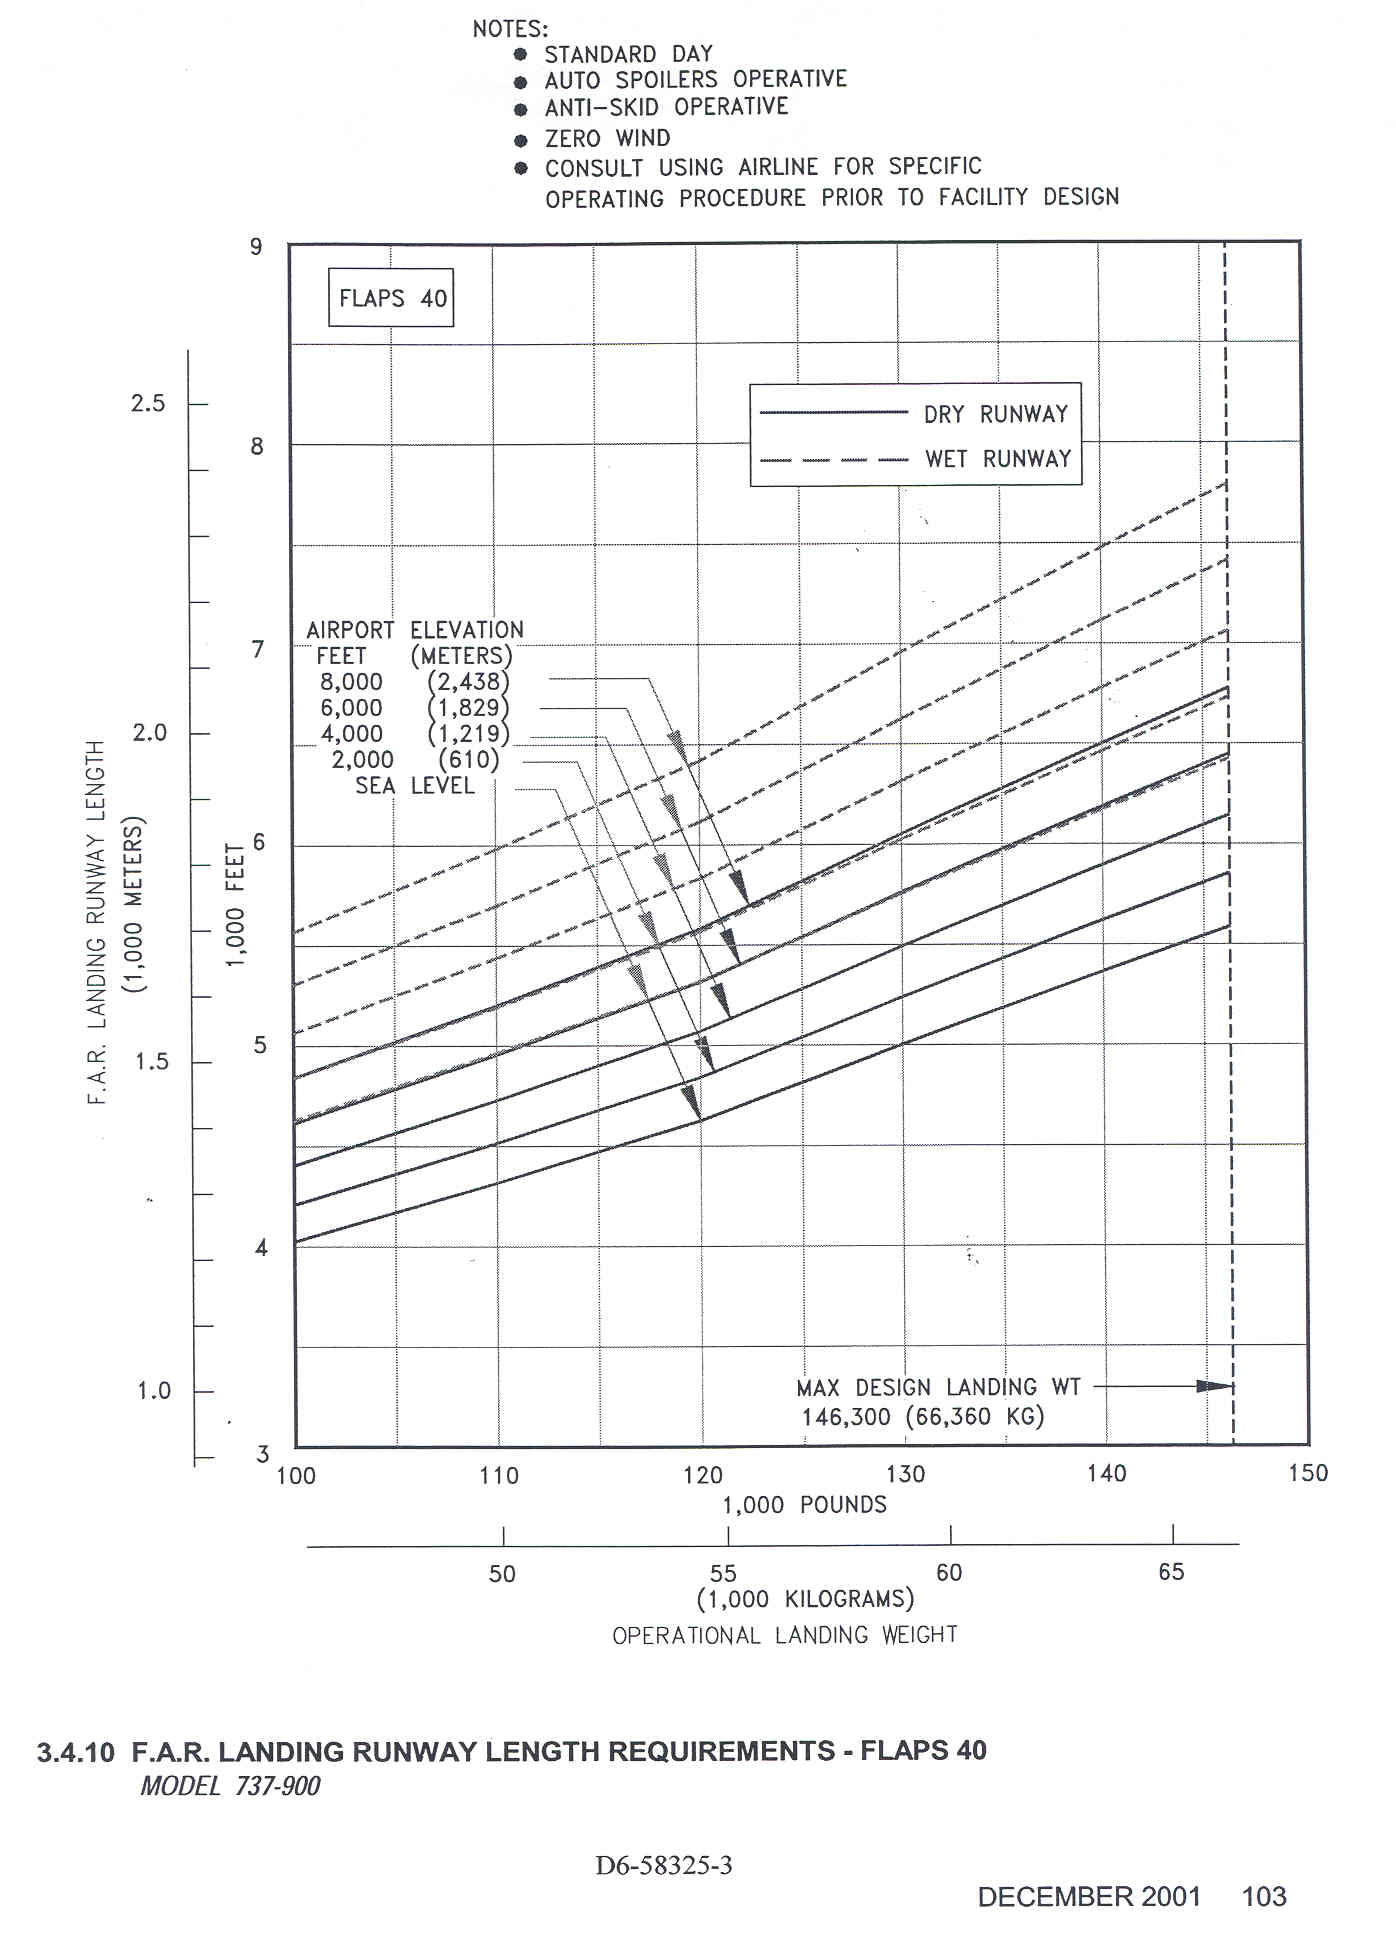 NOTES:
● STANDARD DAY
● AUTO SPOILERS OPERATIVE
● ANTI-SKID OPERATIVE
● ZERO WIND
● CONSULT USING AIRLINE FOR SPECIFIC
OPERATING PROCEDURE PRIOR TO FACILITY DESIGN
FLAPS 40
DRY RUNWAY
WET RUNWAY
AIRPORT ELEVATION
FEET (METERS)
8,000 (2,438)
6,000 (1,829)
4,000 (1,219)
2,000 (610)
SEA LEVEL
F.A.R. LANDING RUNWAY LENGTH
(1,000 METERS)
2.5
2.0
1.5
1.0
1,000 FEET
9
8
7
6
5
4
3
MAX DESIGN LANDING WT
146,300 (66,360 KG)
100 110 120 130 140 150
1,000 POUNDS
50 55 60 65
(1,000 KILOGRAMS)
OPERATIONAL LANDING WEIGHT
3.4.10 F.A.R. LANDING RUNWAY LENGTH REQUIREMENTS - FLAPS 40
MODEL 737-900
D6-58325-3
DECEMBER 2001 103